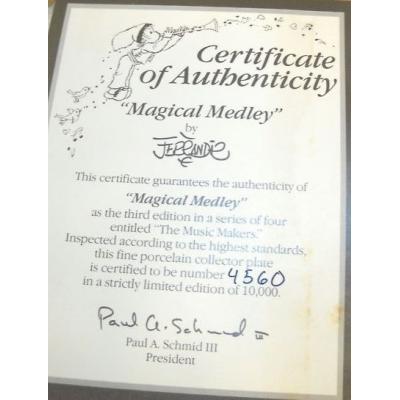 Certificate
of Authenticity
"Magical Medley"
by
JERRANDIE
This certificate guarantees the authenticity of
"Magical Medley"
as the third edition in a series of four
entitled "The Music Makers."
Inspected according to the highest standards,
this fine porcelain collector plate
is certified to be number 4560
in a strictly limited edition of 10,000.
Paul A. Schmid III
Paul A. Schmid III
President